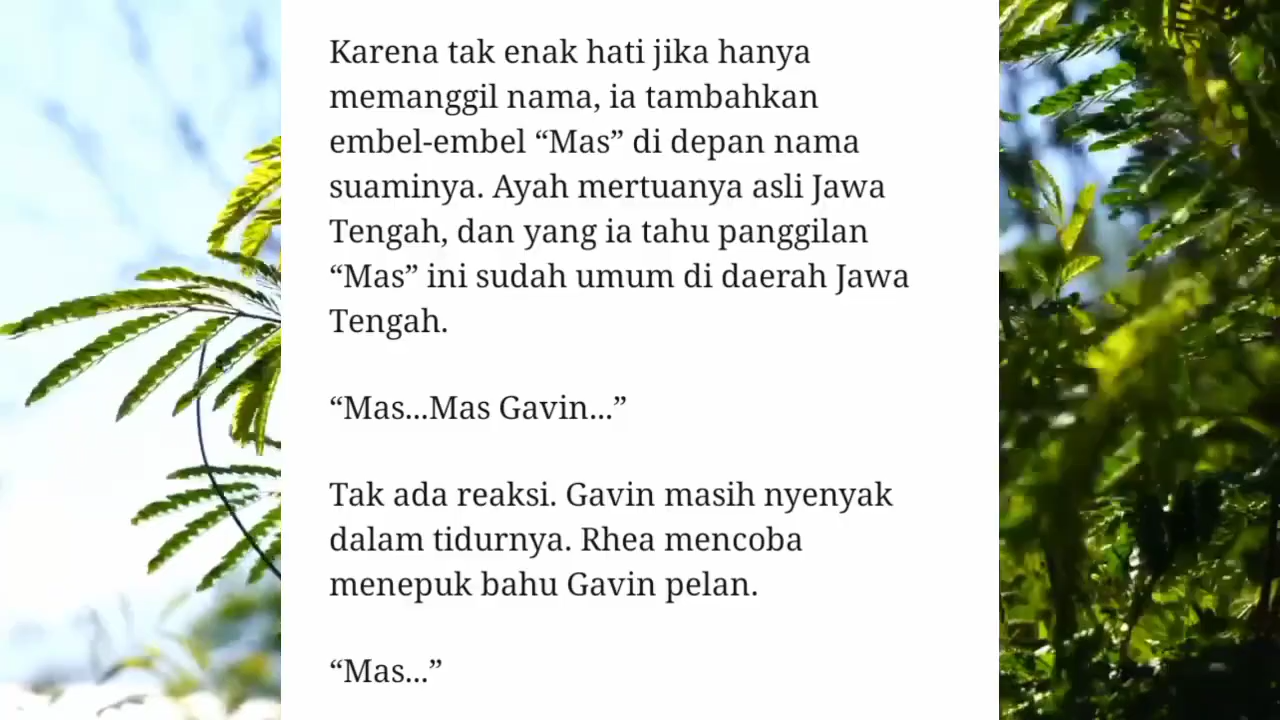 Karena tak enak hati jika hanya
memanggil nama, ia tambahkan
embel-embel “Mas” di depan nama
suaminya. Ayah mertuanya asli Jawa
Tengah, dan yang ia tahu panggilan
“Mas” ini sudah umum di daerah Jawa
Tengah.
“Mas...Mas Gavin...”
Tak ada reaksi. Gavin masih nyenyak
dalam tidurnya. Rhea mencoba
menepuk bahu Gavin pelan.
“Mas...”